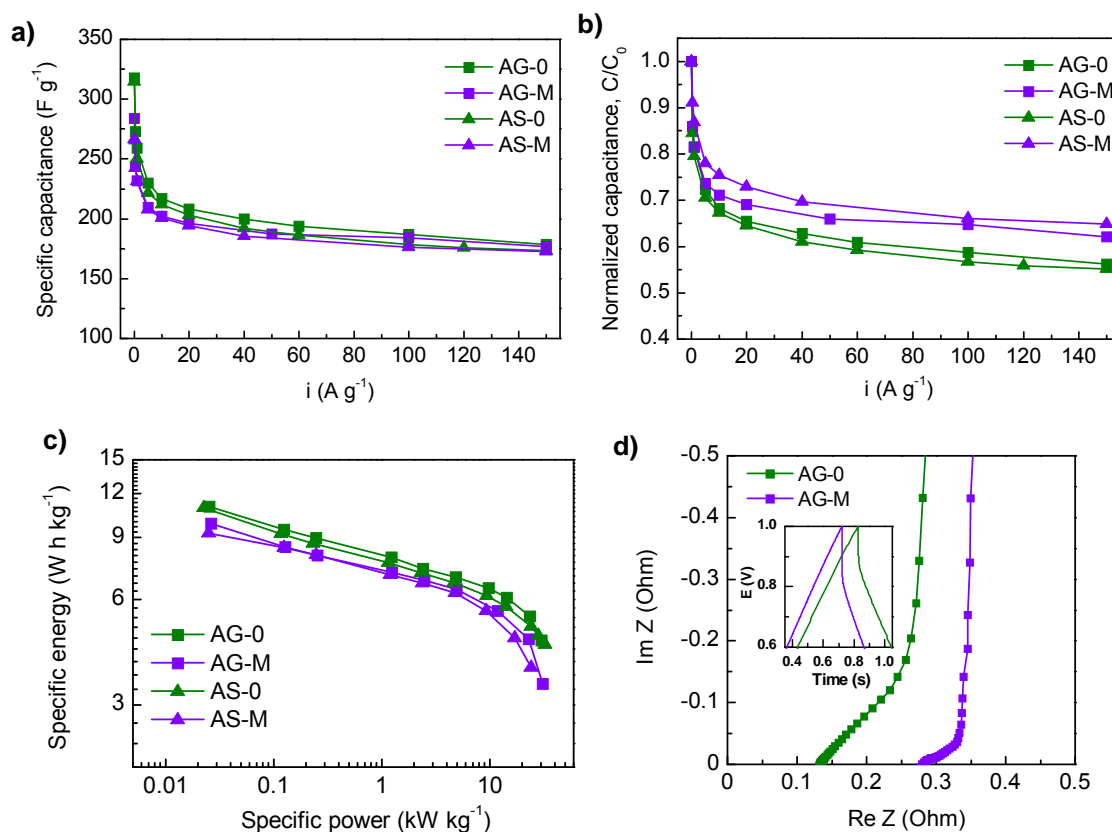 a)
350
300
250
200
150
100
Specific capacitance (F g⁻¹)
AG-0
AG-M
AS-0
AS-M
0 20 40 60 80 100 120 140
i (A g⁻¹)
b)
1.0
0.9
0.8
0.7
0.6
0.5
0.4
Normalized capacitance, C/C₀
AG-0
AG-M
AS-0
AS-M
0 20 40 60 80 100 120 140
i (A g⁻¹)
c)
15
12
9
6
3
Specific energy (W h kg⁻¹)
AG-0
AG-M
AS-0
AS-M
0.01 0.1 1 10
Specific power (kW kg⁻¹)
d)
-0.5
-0.4
-0.3
-0.2
-0.1
0
Im Z (Ohm)
AG-0
AG-M
1.0
0.8
0.6
E (V)
0.4 0.6 0.8 1.0
Time (s)
0 0.1 0.2 0.3 0.4 0.5
Re Z (Ohm)